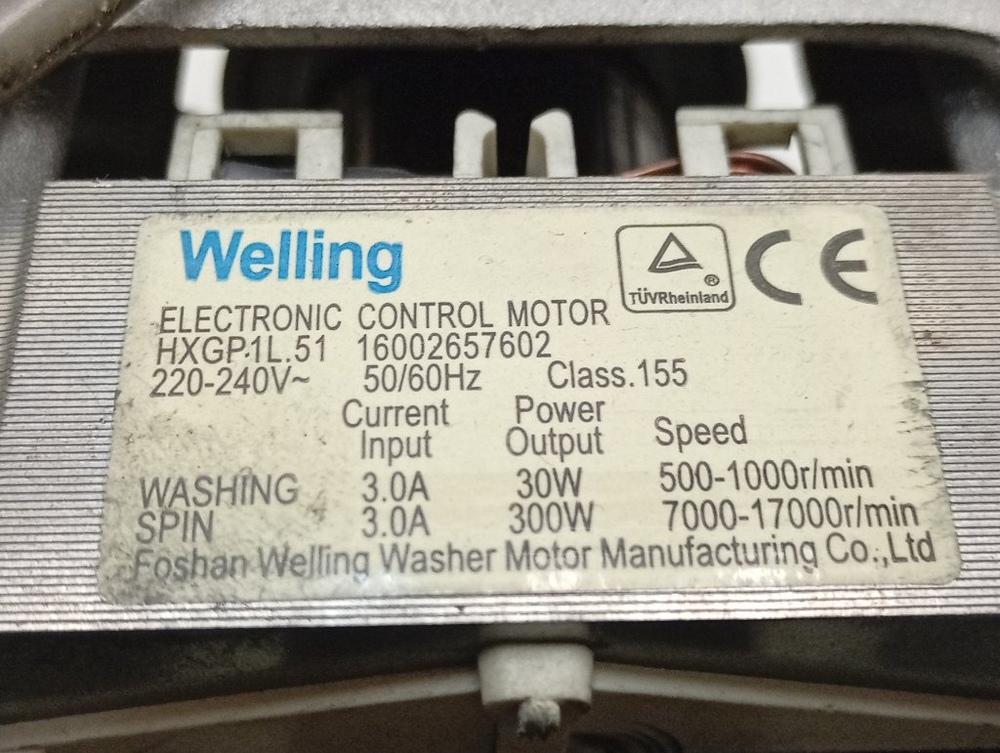 Welling
TÜVRheinland ®
CE
ELECTRONIC CONTROL MOTOR
HXGP1L.51 16002657602
220-240V~ 50/60Hz Class.155
Current Input Power Output Speed
WASHING 3.0A 30W 500-1000r/min
SPIN 3.0A 300W 7000-17000r/min
Foshan Welling Washer Motor Manufacturing Co.,Ltd